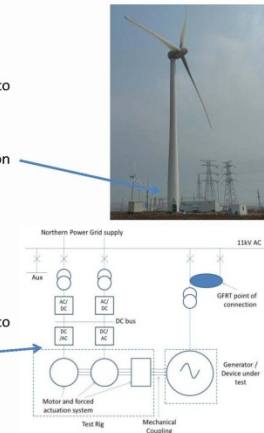 to
on
Northern Power Grid supply
11kV AC
Aux
AC/
DC
AC/
DC
DC bus
GFRT point of
connection
to
DC
/AC
DC/
AC
Generator /
Device under
test
Motor and forced
actuation system
Test Rig
Mechanical
Coupling